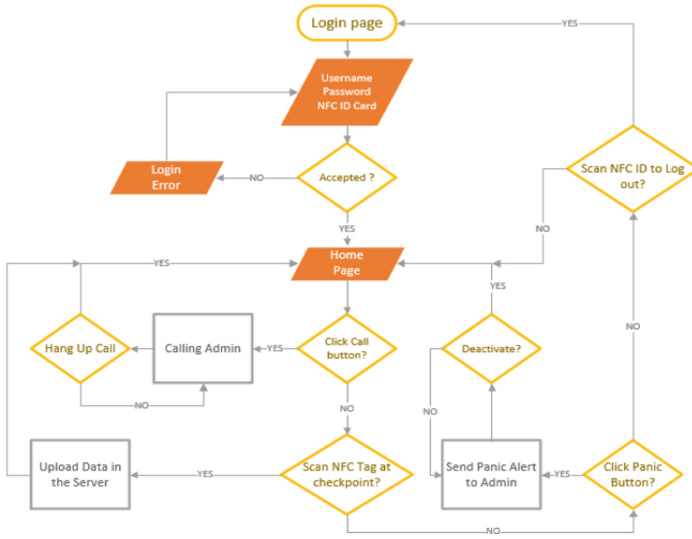 Login page
YES
Username
Password
NFC ID Card
Login
Error
NO
Accepted ?
Scan NFC ID to Log
out?
YES
NO
YES
Home
Page
YES
NO
Hang Up Call
Calling Admin
YES
Click Call
button?
Deactivate?
NO
NO
NO
Upload Data in
the Server
YES
Scan NFC Tag at
checkpoint?
Send Panic Alert
to Admin
YES
Click Panic
Button?
NO